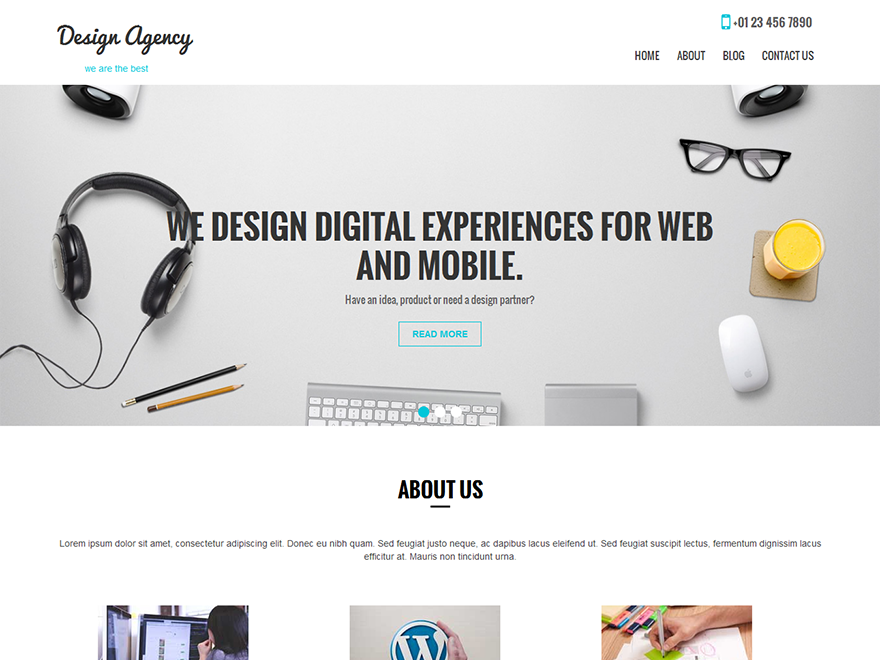 Design Agency
we are the best
+01 23 456 7890
HOME ABOUT BLOG CONTACT US
WE DESIGN DIGITAL EXPERIENCES FOR WEB
AND MOBILE.
Have an idea, product or need a design partner?
READ MORE
ABOUT US
Lorem ipsum dolor sit amet, consectetur adipiscing elit. Donec eu nibh quam. Sed feugiat justo neque, ac dapibus lacus eleifend ut. Sed feugiat suscipit lectus, fermentum dignissim lacus
efficitur at. Mauris non tincidunt urna.